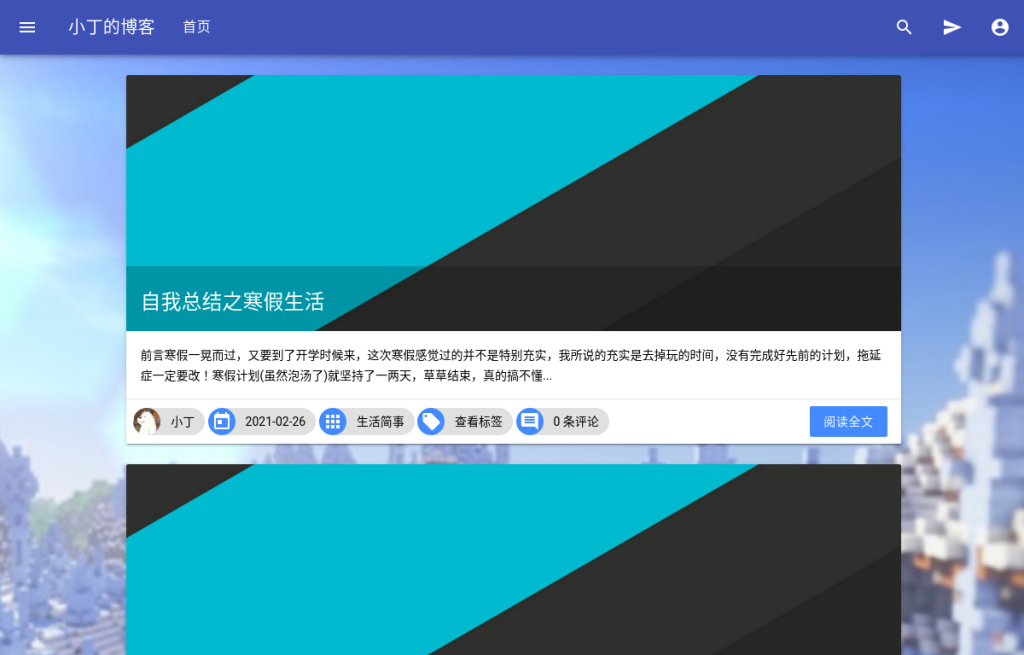 小丁的博客 首页
自我总结之寒假生活
前言寒假一晃而过，又要到了开学时候来，这次寒假感觉过的并不是特别充实，我所说的充实是去掉玩的时间，没有完成好先前的计划，拖延
症一定要改！寒假计划(虽然泡汤了)就坚持了一两天，草草结束，真的搞不懂...
小丁 2021-02-26 生活简事 查看标签 0 条评论 阅读全文